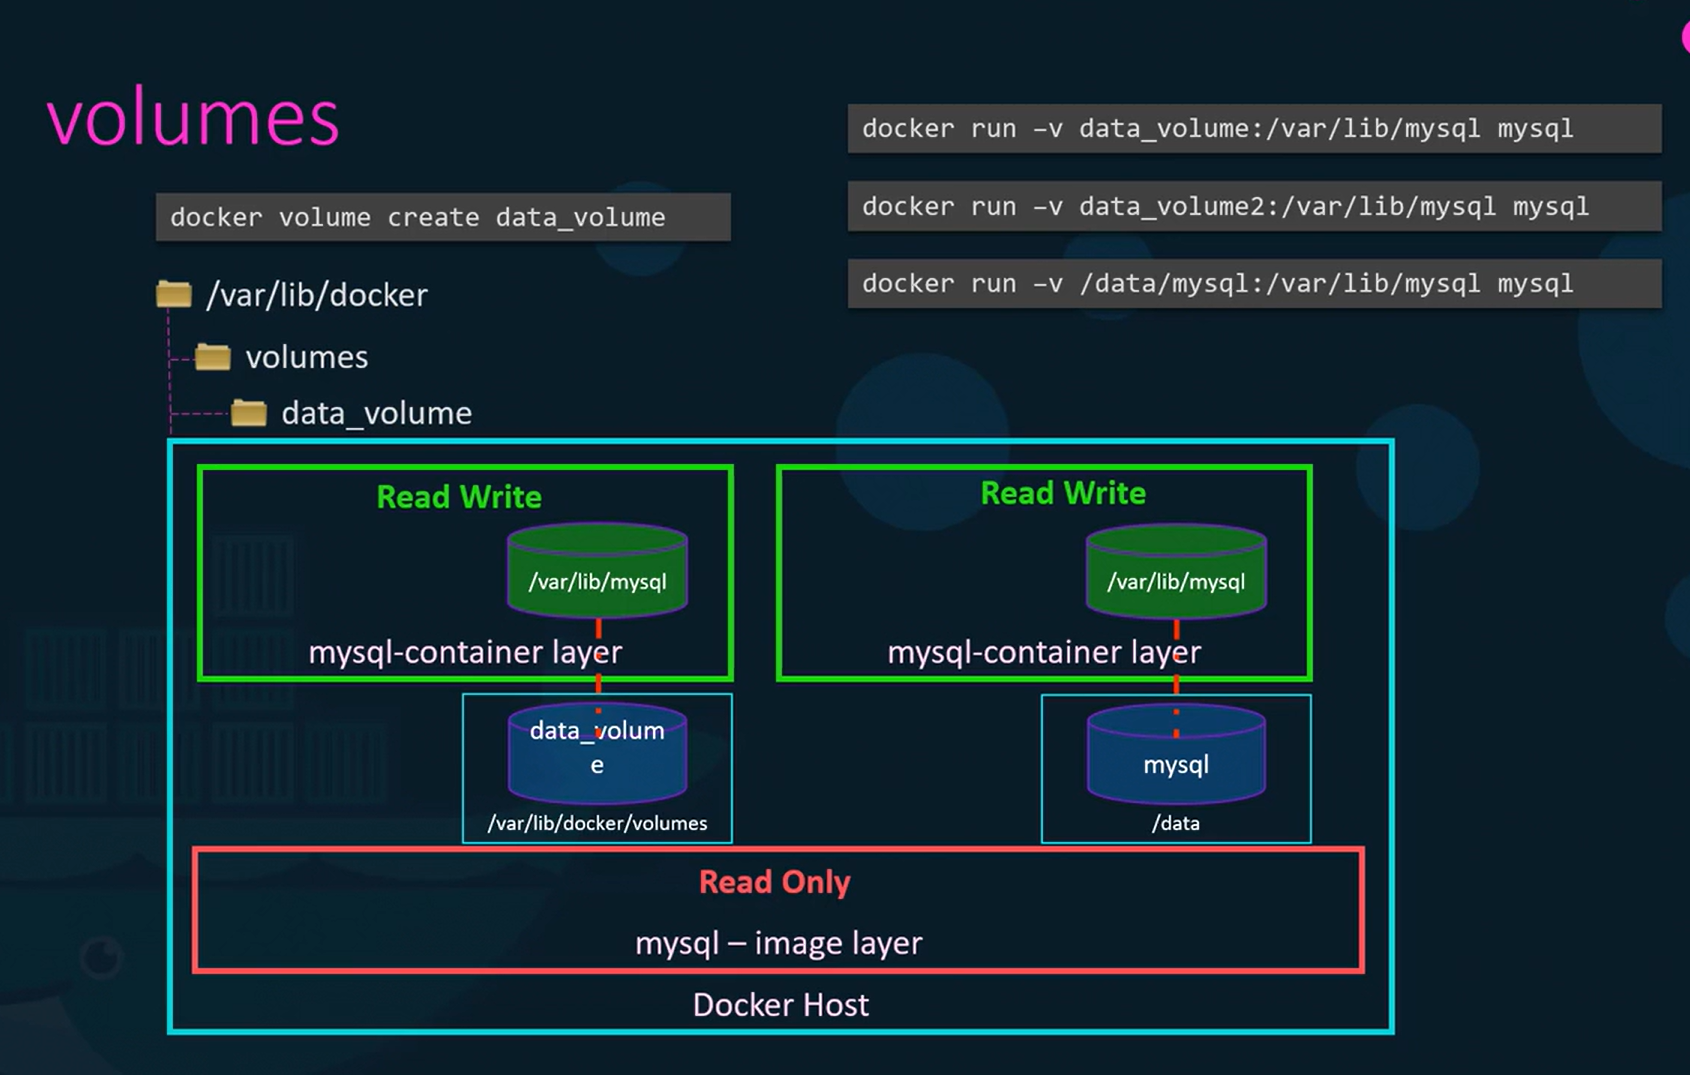 volumes
docker volume create data_volume
/var/lib/docker
volumes
data_volume
docker run –v data_volume:/var/lib/mysql mysql
docker run –v data_volume2:/var/lib/mysql mysql
docker run –v /data/mysql:/var/lib/mysql mysql
Read Write
/var/lib/mysql
mysql-container layer
data_volum
e
/var/lib/docker/volumes
Read Write
/var/lib/mysql
mysql-container layer
mysql
/data
Read Only
mysql – image layer
Docker Host